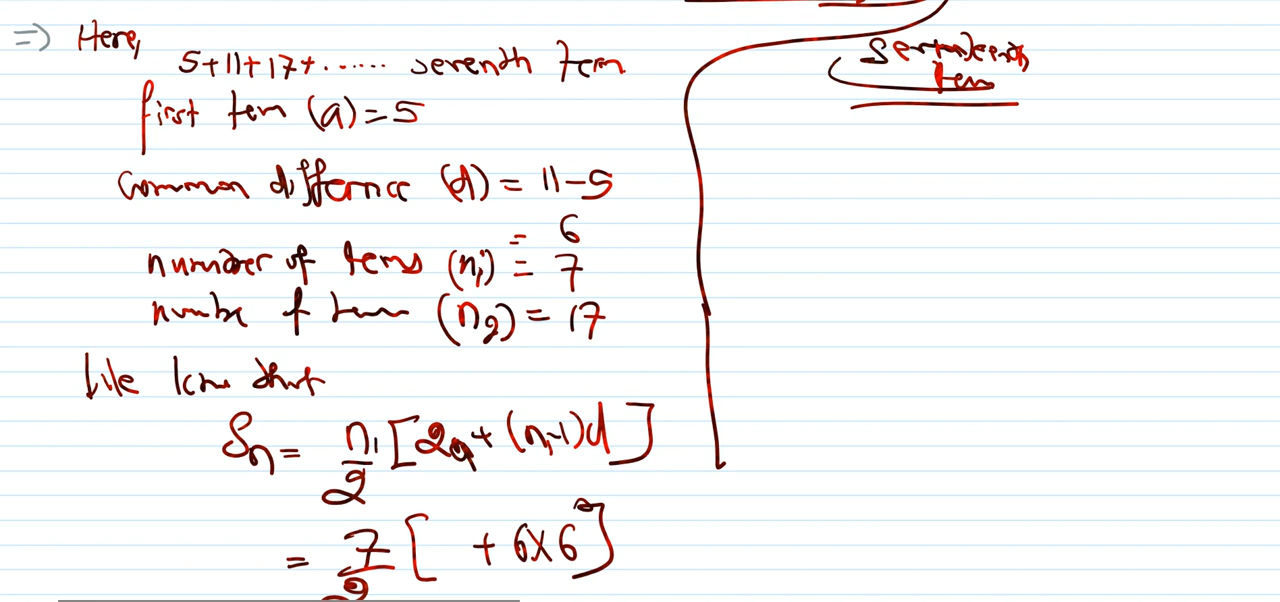 => Here,
5+11+17+...... seventh term
first term (a) = 5
common difference (d) = 11-5
= 6
number of terms (n1) = 7
number of term (n2) = 17
We know that
Sn = n1/2 [2a + (n1-1)d]
= 7/2 [ + 6×6]
term